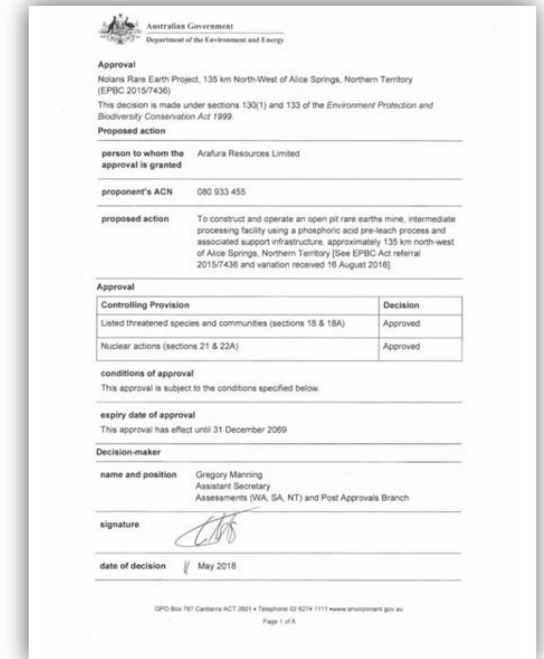 Australian Government
Department of the Environment and Energy
Approval
Nolans Rare Earth Project, 135 km North-West of Alice Springs, Northern Territory
(EPBC 2015/7436)
This decision is made under sections 130(1) and 133 of the Environment Protection and
Biodiversity Conservation Act 1999.
Proposed action
person to whom the approval is granted Arafura Resources Limited
proponent's ACN 080 933 455
proposed action To construct and operate an open pit rare earths mine, intermediate
processing facility using a phosphoric acid pre-leach process and
associated support infrastructure, approximately 135 km north-west
of Alice Springs, Northern Territory [See EPBC Act referral
2015/7436 and variation received 16 August 2016].
Approval
Controlling Provision Decision
Listed threatened species and communities (sections 18 & 18A) Approved
Nuclear actions (sections 21 & 22A) Approved
conditions of approval
This approval is subject to the conditions specified below.
expiry date of approval
This approval has effect until 31 December 2069
Decision-maker
name and position Gregory Manning
Assistant Secretary
Assessments (WA, SA, NT) and Post Approvals Branch
signature
date of decision 11 May 2018
GPO Box 787 Canberra ACT 2601 • Telephone 02 6274 1111 • www.environment.gov.au
Page 1 of 6